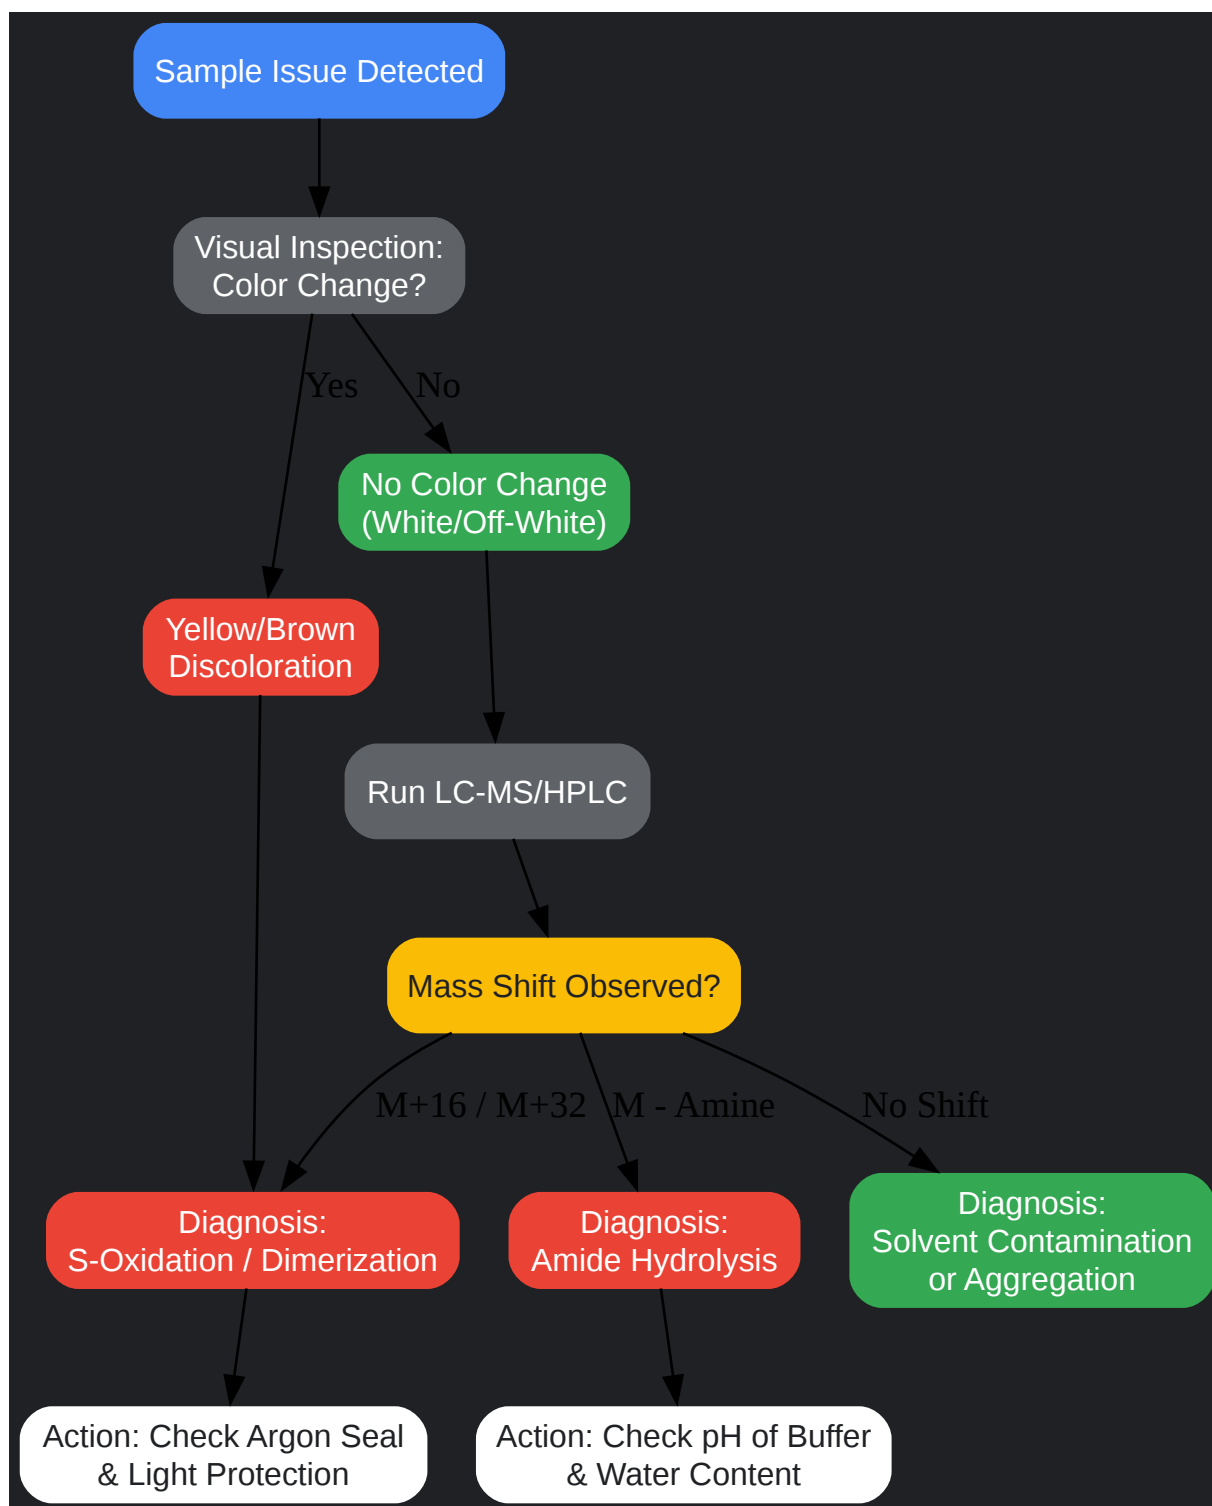 Sample Issue Detected
Visual Inspection:
Color Change?
Yes
No
No Color Change
(White/Off-White)
Yellow/Brown
Discoloration
Run LC-MS/HPLC
Mass Shift Observed?
M+16 / M+32
M - Amine
No Shift
Diagnosis:
S-Oxidation / Dimerization
Diagnosis:
Amide Hydrolysis
Diagnosis:
Solvent Contamination
or Aggregation
Action: Check Argon Seal
& Light Protection
Action: Check pH of Buffer
& Water Content